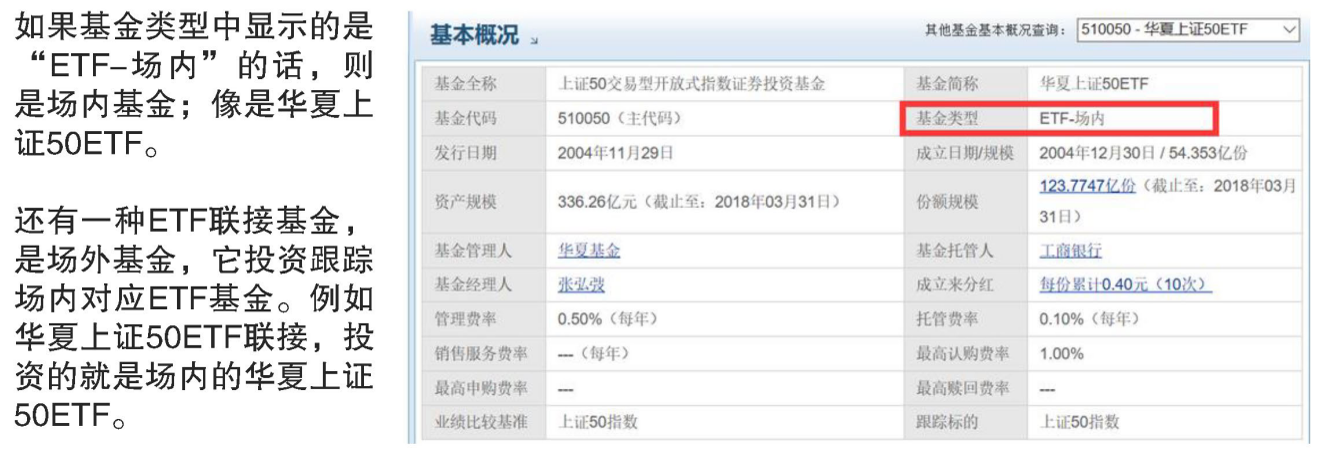 如果基金类型中显示的是
“ETF–场内”的话，则
是场内基金；像是华夏上
证50ETF。
还有一种ETF联接基金，
是场外基金，它投资跟踪
场内对应ETF基金。例如
华夏上证50ETF联接，投
资的就是场内的华夏上证
50ETF。
基本概况 其他基金基本概况查询： 510050 - 华夏上证50ETF
基金全称 上证50交易型开放式指数证券投资基金 基金简称 华夏上证50ETF
基金代码 510050（主代码） 基金类型 ETF-场内
发行日期 2004年11月29日 成立日期/规模 2004年12月30日 / 54.353亿份
资产规模 336.26亿元（截止至：2018年03月31日） 份额规模 123.7747亿份（截止至：2018年03月
31日）
基金管理人 华夏基金 基金托管人 工商银行
基金经理人 张弘弢 成立来分红 每份累计0.40元（10次）
管理费率 0.50%（每年） 托管费率 0.10%（每年）
销售服务费率 ---（每年） 最高认购费率 1.00%
最高申购费率 --- 最高赎回费率 ---
业绩比较基准 上证50指数 跟踪标的 上证50指数